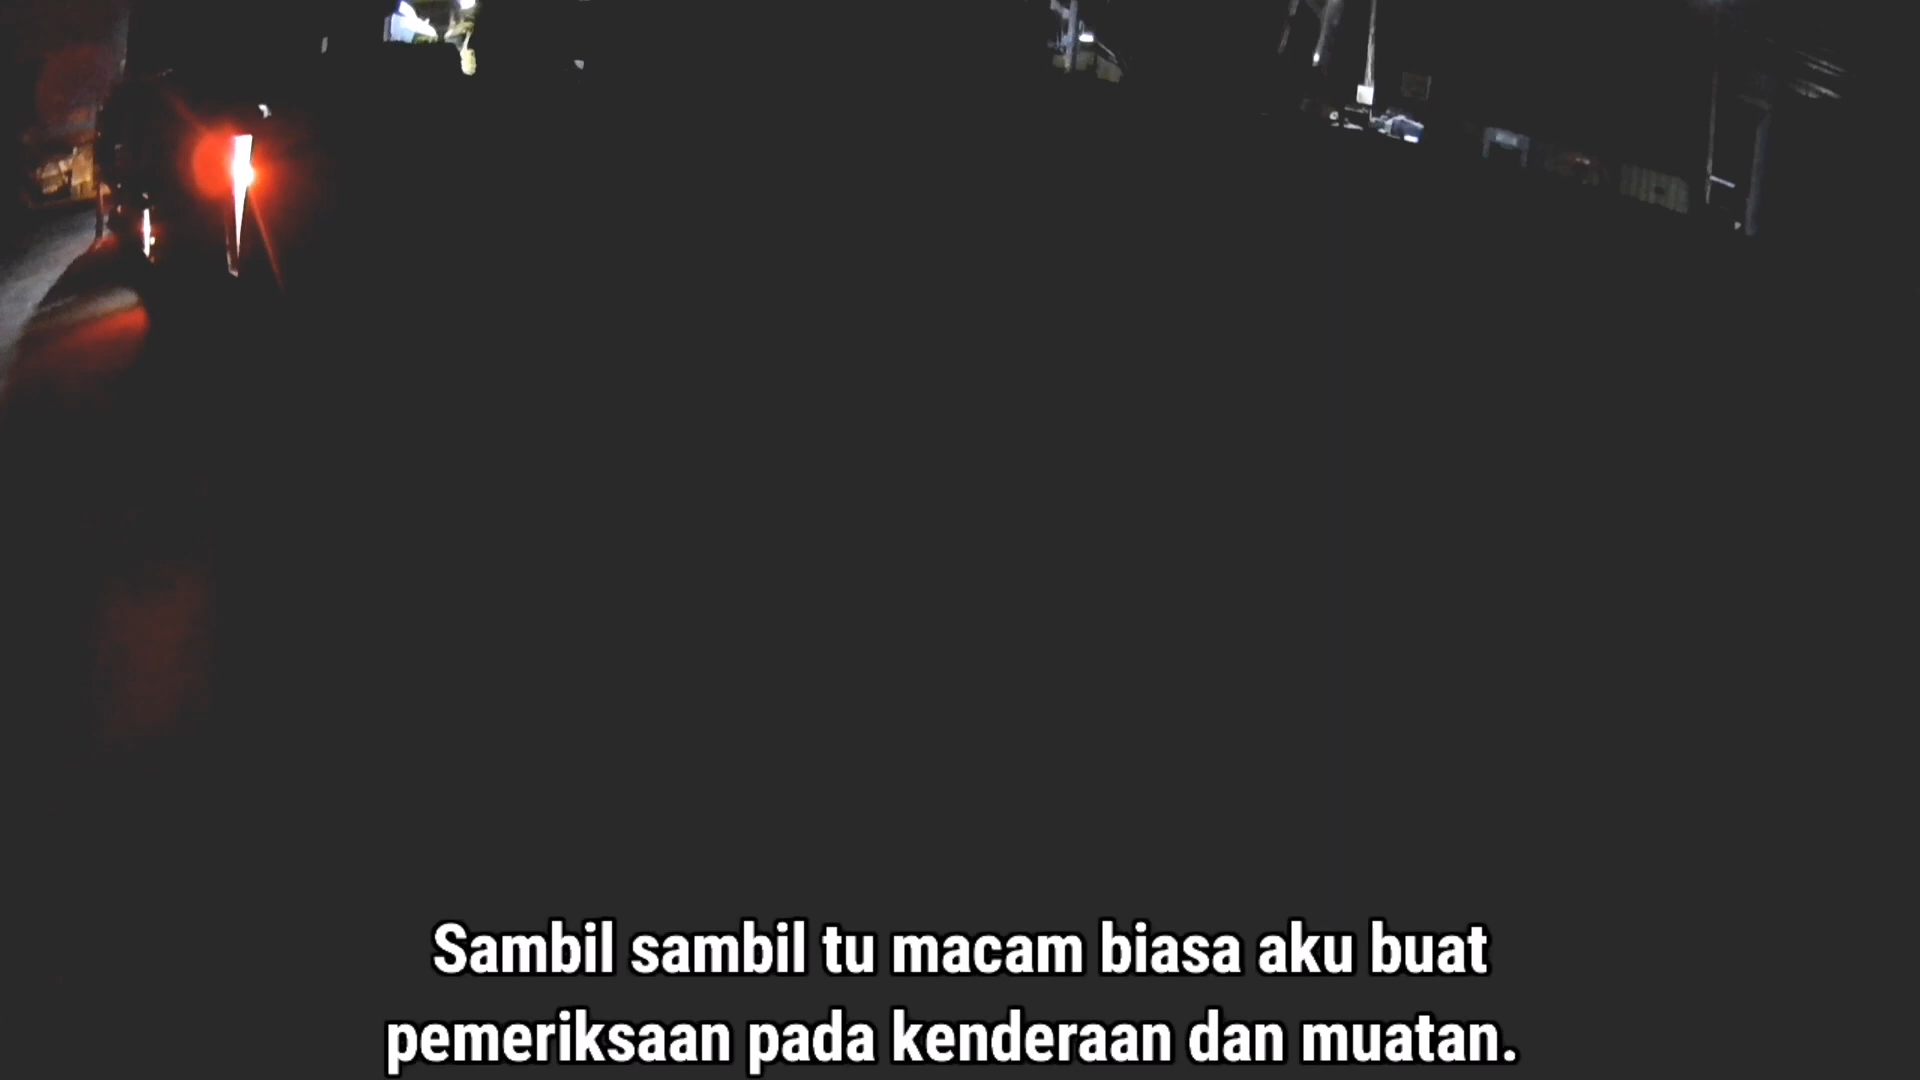 Sambil sambil tu macam biasa aku buat
pemeriksaan pada kenderaan dan muatan.